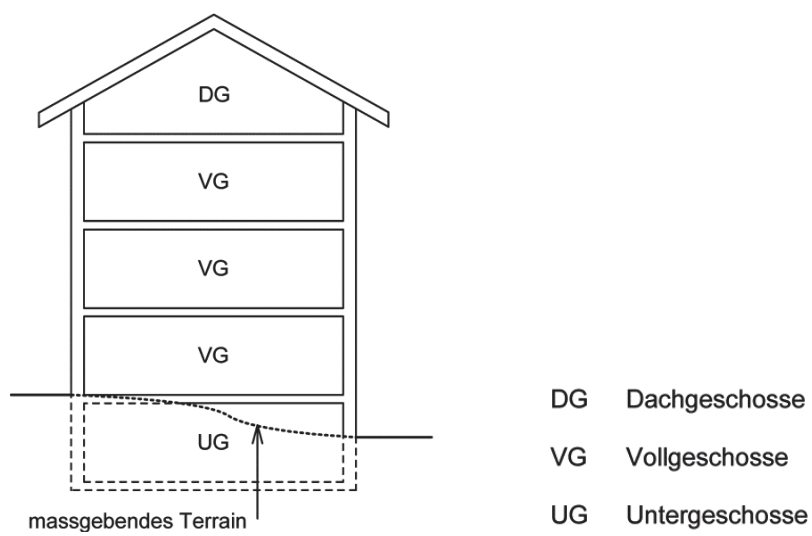 DG
VG
VG
VG
UG
massgebendes Terrain
DG Dachgeschosse
VG Vollgeschosse
UG Untergeschosse